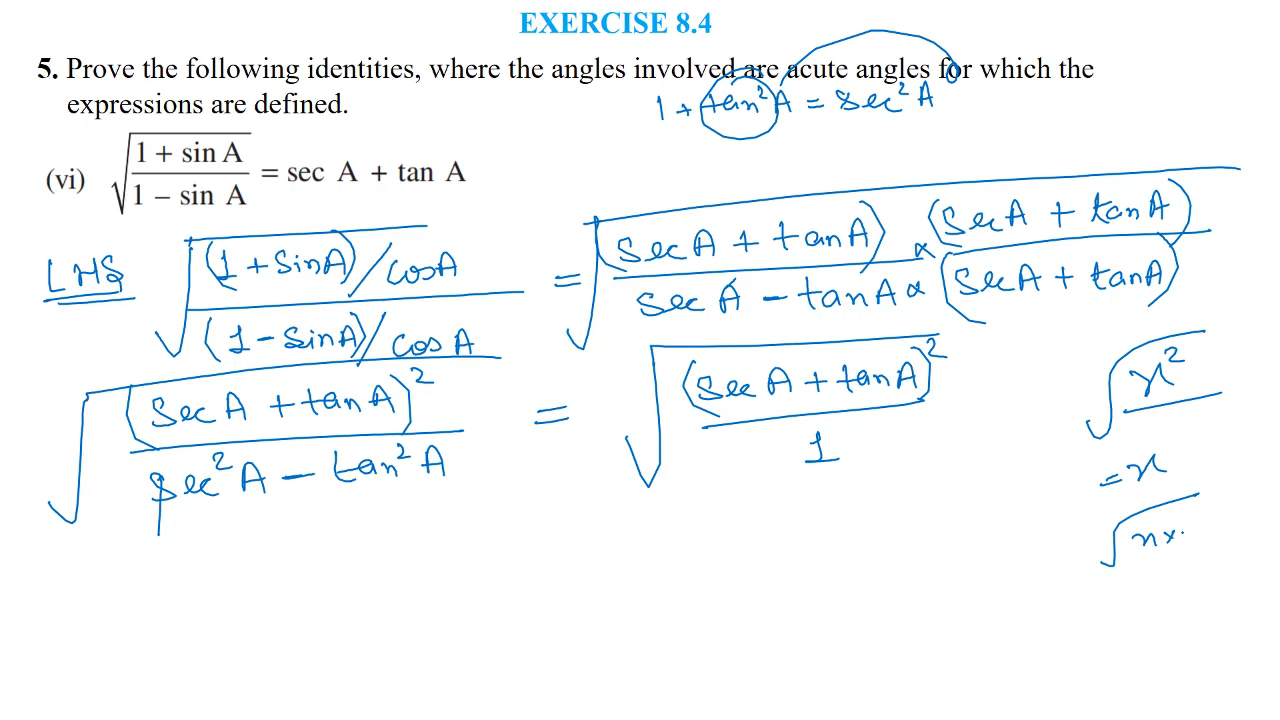 EXERCISE 8.4
5. Prove the following identities, where the angles involved are acute angles for which the
expressions are defined.
1 + tan²A = sec²A
(vi) √((1 + sin A)/(1 − sin A)) = sec A + tan A
LHS √(((1 + sinA)/cosA)/((1 − sinA)/cosA)) = √(((secA + tanA) × (secA + tanA))/(secA − tanA × (secA + tanA)))
√((secA + tanA)²/(sec²A − tan²A)) = √((secA + tanA)²/1)
√(x²)
= x
√(x×.